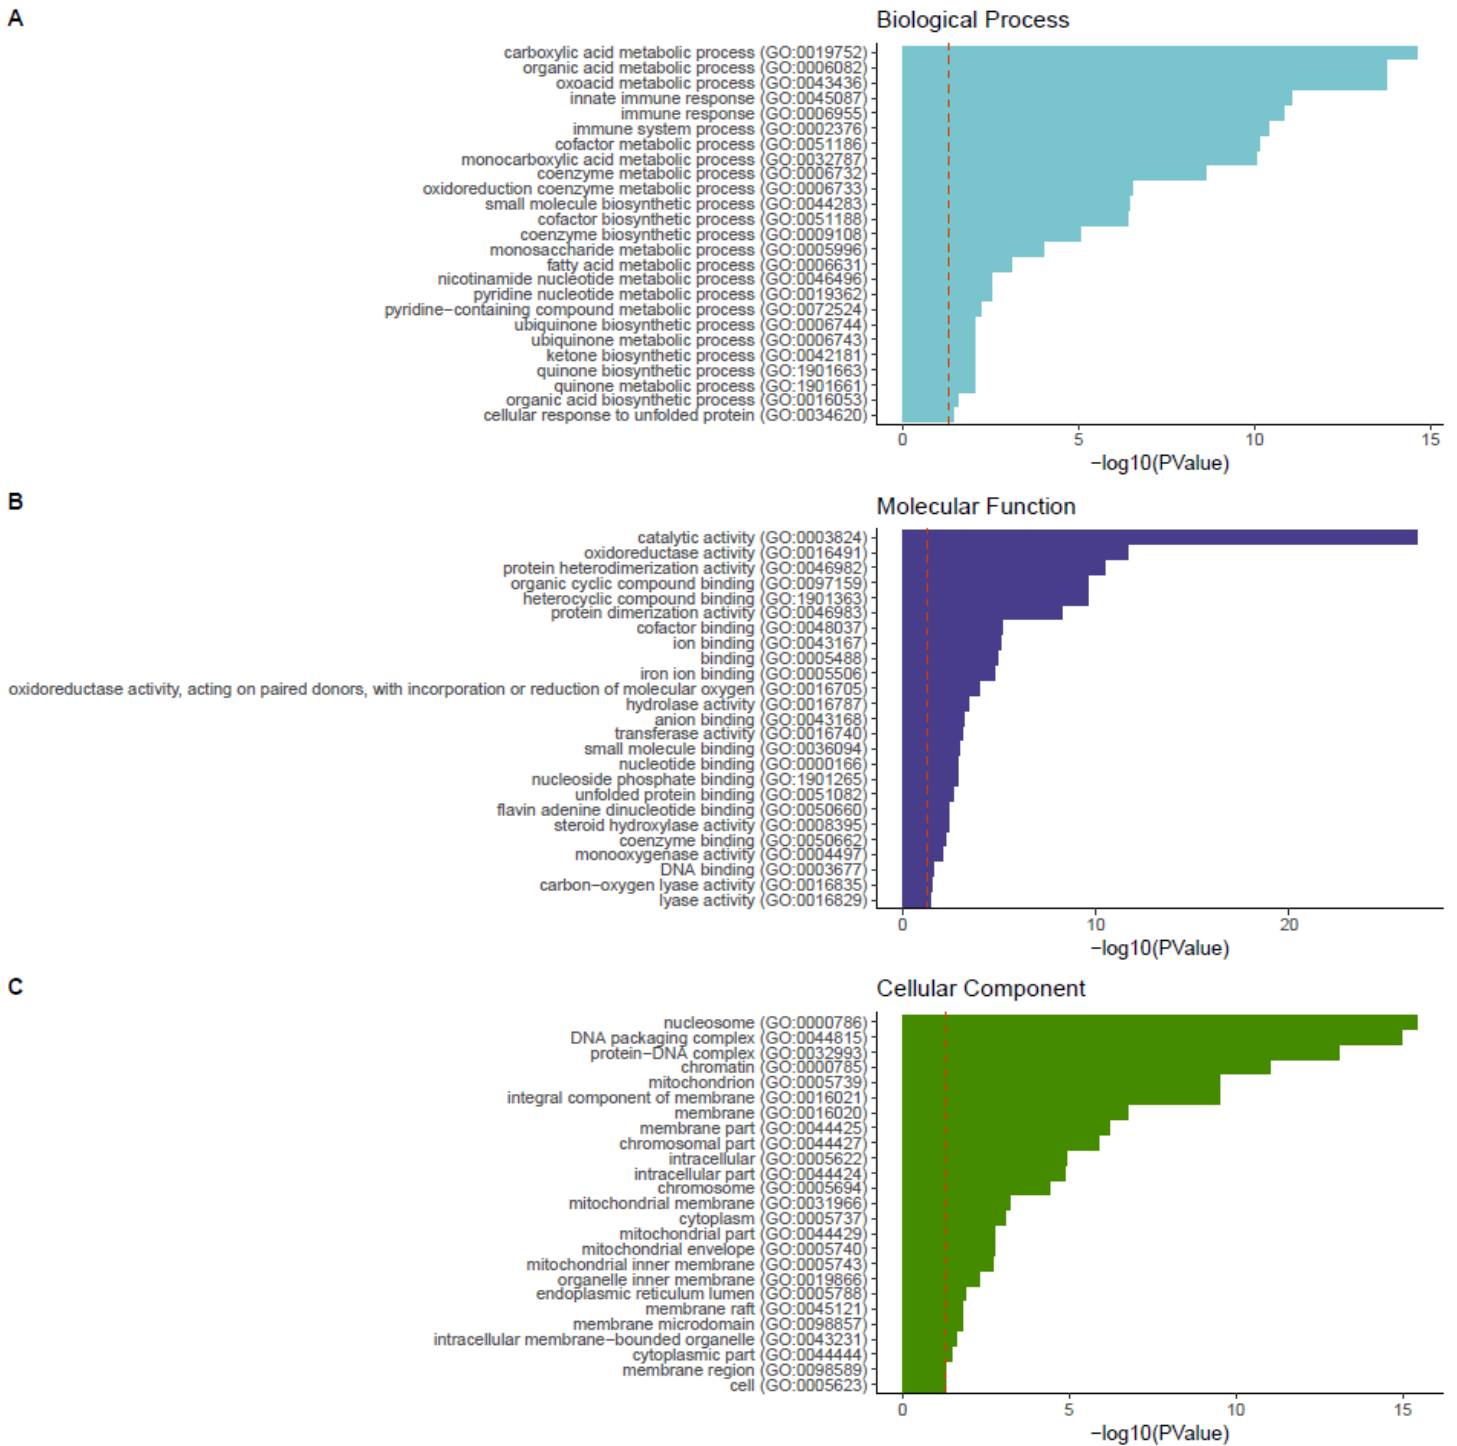 A
Biological Process
carboxylic acid metabolic process (GO:0019752)
organic acid metabolic process (GO:0006082)
oxoacid metabolic process (GO:0043436)
innate immune response (GO:0045087)
immune response (GO:0006955)
immune system process (GO:0002376)
cofactor metabolic process (GO:0051186)
monocarboxylic acid metabolic process (GO:0032787)
coenzyme metabolic process (GO:0006732)
oxidoreduction coenzyme metabolic process (GO:0006733)
small molecule biosynthetic process (GO:0044283)
cofactor biosynthetic process (GO:0051188)
coenzyme biosynthetic process (GO:0009108)
monosaccharide metabolic process (GO:0005996)
fatty acid metabolic process (GO:0006631)
nicotinamide nucleotide metabolic process (GO:0046496)
pyridine nucleotide metabolic process (GO:0019362)
pyridine−containing compound metabolic process (GO:0072524)
ubiquinone biosynthetic process (GO:0006744)
ubiquinone metabolic process (GO:0006743)
ketone biosynthetic process (GO:0042181)
quinone biosynthetic process (GO:1901663)
quinone metabolic process (GO:1901661)
organic acid biosynthetic process (GO:0016053)
cellular response to unfolded protein (GO:0034620)
0 5 10 15
−log10(PValue)
B
Molecular Function
catalytic activity (GO:0003824)
oxidoreductase activity (GO:0016491)
protein heterodimerization activity (GO:0046982)
organic cyclic compound binding (GO:0097159)
heterocyclic compound binding (GO:1901363)
protein dimerization activity (GO:0046983)
cofactor binding (GO:0048037)
ion binding (GO:0043167)
binding (GO:0005488)
iron ion binding (GO:0005506)
oxidoreductase activity, acting on paired donors, with incorporation or reduction of molecular oxygen (GO:0016705)
hydrolase activity (GO:0016787)
anion binding (GO:0043168)
transferase activity (GO:0016740)
small molecule binding (GO:0036094)
nucleotide binding (GO:0000166)
nucleoside phosphate binding (GO:1901265)
unfolded protein binding (GO:0051082)
flavin adenine dinucleotide binding (GO:0050660)
steroid hydroxylase activity (GO:0008395)
coenzyme binding (GO:0050662)
monooxygenase activity (GO:0004497)
DNA binding (GO:0003677)
carbon−oxygen lyase activity (GO:0016835)
lyase activity (GO:0016829)
0 10 20
−log10(PValue)
C
Cellular Component
nucleosome (GO:0000786)
DNA packaging complex (GO:0044815)
protein−DNA complex (GO:0032993)
chromatin (GO:0000785)
mitochondrion (GO:0005739)
integral component of membrane (GO:0016021)
membrane (GO:0016020)
membrane part (GO:0044425)
chromosomal part (GO:0044427)
intracellular (GO:0005622)
intracellular part (GO:0044424)
chromosome (GO:0005694)
mitochondrial membrane (GO:0031966)
cytoplasm (GO:0005737)
mitochondrial part (GO:0044429)
mitochondrial envelope (GO:0005740)
mitochondrial inner membrane (GO:0005743)
organelle inner membrane (GO:0019866)
endoplasmic reticulum lumen (GO:0005788)
membrane raft (GO:0045121)
membrane microdomain (GO:0098857)
intracellular membrane−bounded organelle (GO:0043231)
cytoplasmic part (GO:0044444)
membrane region (GO:0098589)
cell (GO:0005623)
0 5 10 15
−log10(PValue)